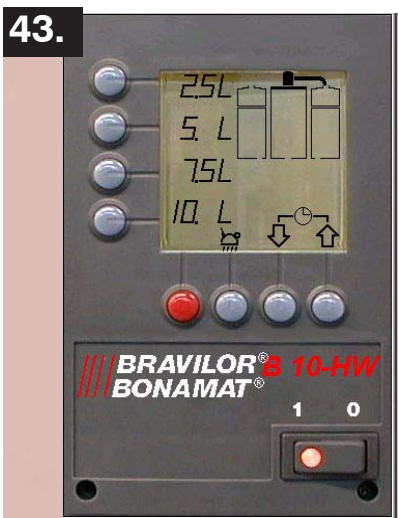 43.
2.5L
5. L
7.5L
10. L
BRAVILOR® B 10-HW
BONAMAT®
1 0